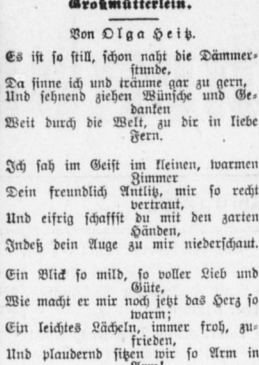 Großmütterlein.
Von Olga Heitz.
Es ist so still, schon naht die Dämmer-
stunde,
Da sinne ich und träume gar zu gern,
Und sehnend ziehen Wünsche und Ge-
danken
Weit durch die Welt, zu dir in liebe
Fern.
Ich sah im Geist im kleinen, warmen
Zimmer
Dein freundlich Antlitz, mir so recht
vertraut,
Und eifrig schaffst du mit den zarten
Händen,
Indeß dein Auge zu mir niederschaut.
Ein Blick so mild, so voller Lieb und
Güte,
Wie macht er mir noch jetzt das Herz so
warm;
Ein leichtes Lächeln, immer froh, zu-
frieden,
Und plaudernd sitzen wir so Arm in